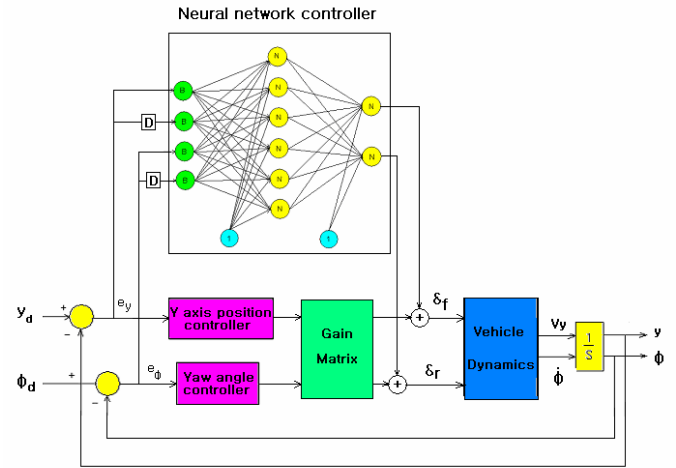 Neural network controller
N
B
N
D
B
N
N
B
N
N
D
B
N
N
1
1
y_d
+
−
e_y
Y axis position
controller
Gain
Matrix
+
δ_f
Vehicle
Dynamics
Vy
1
S
y
ϕ
ϕ_d
+
−
e_ϕ
Yaw angle
controller
+
δ_r
ϕ̇